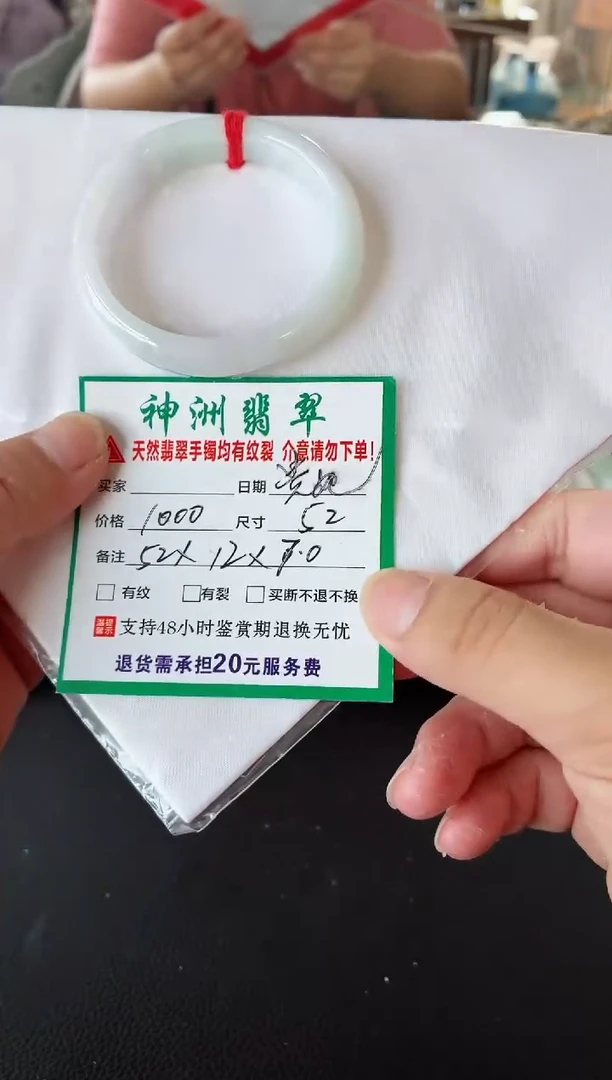 神洲翡翠
天然翡翠手镯均有纹裂 介意请勿下单！
买家 日期
价格 1000 尺寸 52
备注 52X 12X 7.0
有纹 有裂 买断不退不换
温馨提示 支持48小时鉴赏期退换无忧
退货需承担20元服务费